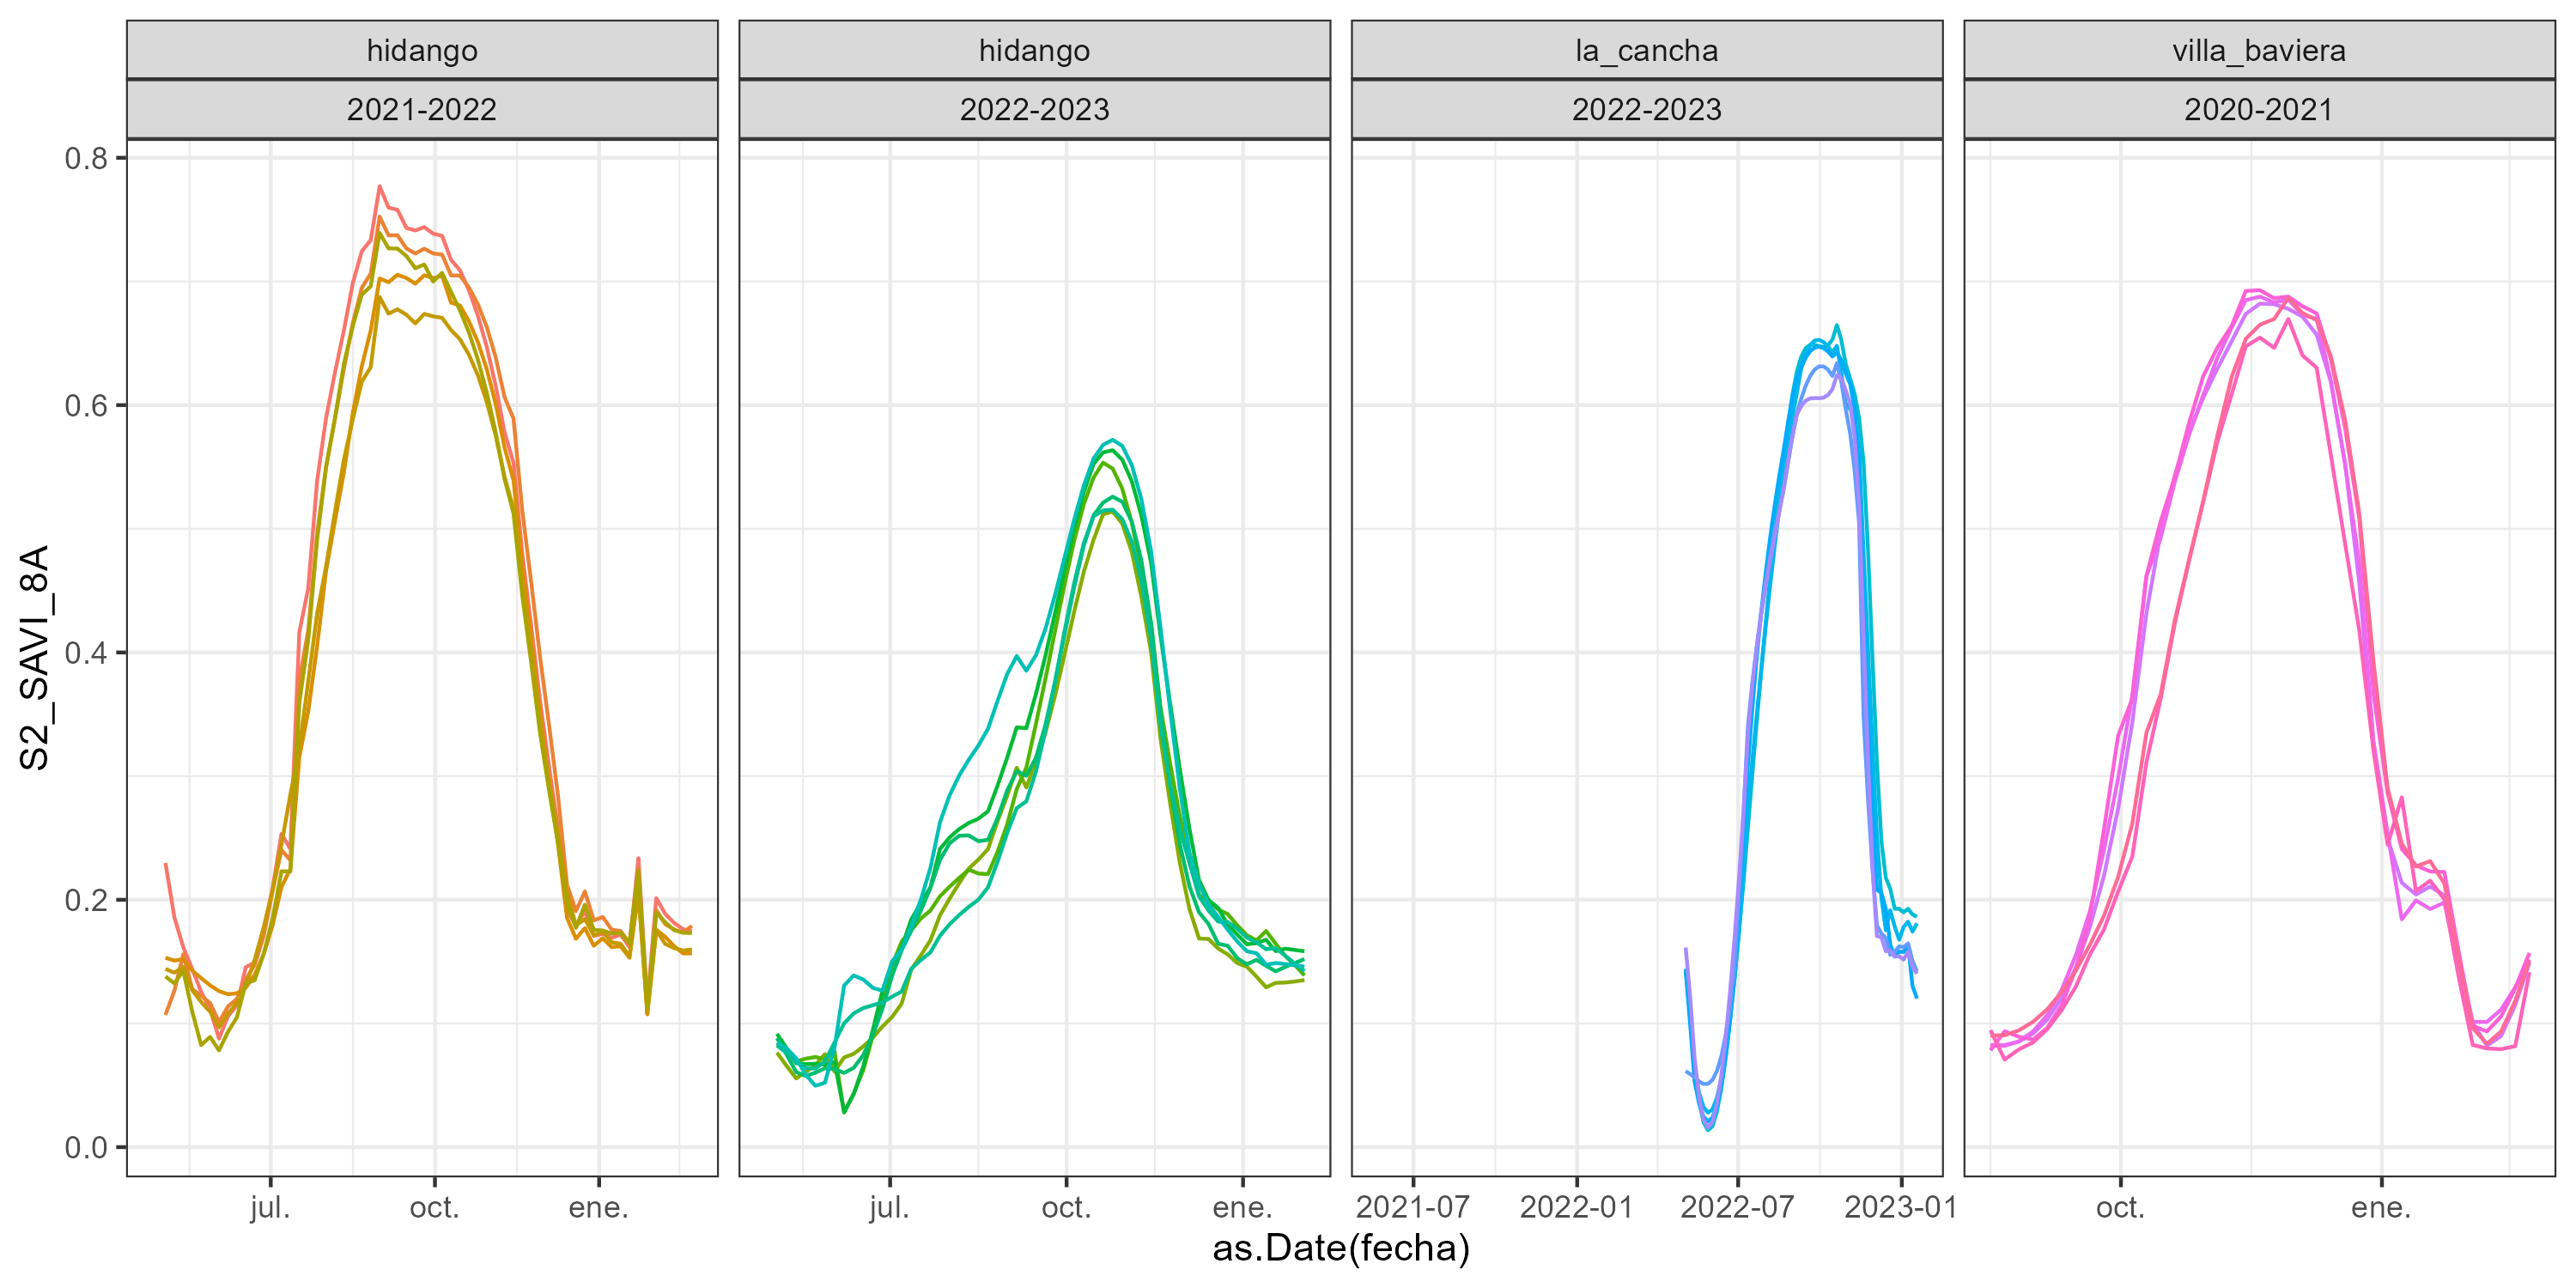 hidango hidango la_cancha villa_baviera
2021-2022 2022-2023 2022-2023 2020-2021
0.8
0.6
0.4
0.2
0.0
S2_SAVI_8A
jul. oct. ene. jul. oct. ene. 2021-07 2022-01 2022-07 2023-01 oct. ene.
as.Date(fecha)